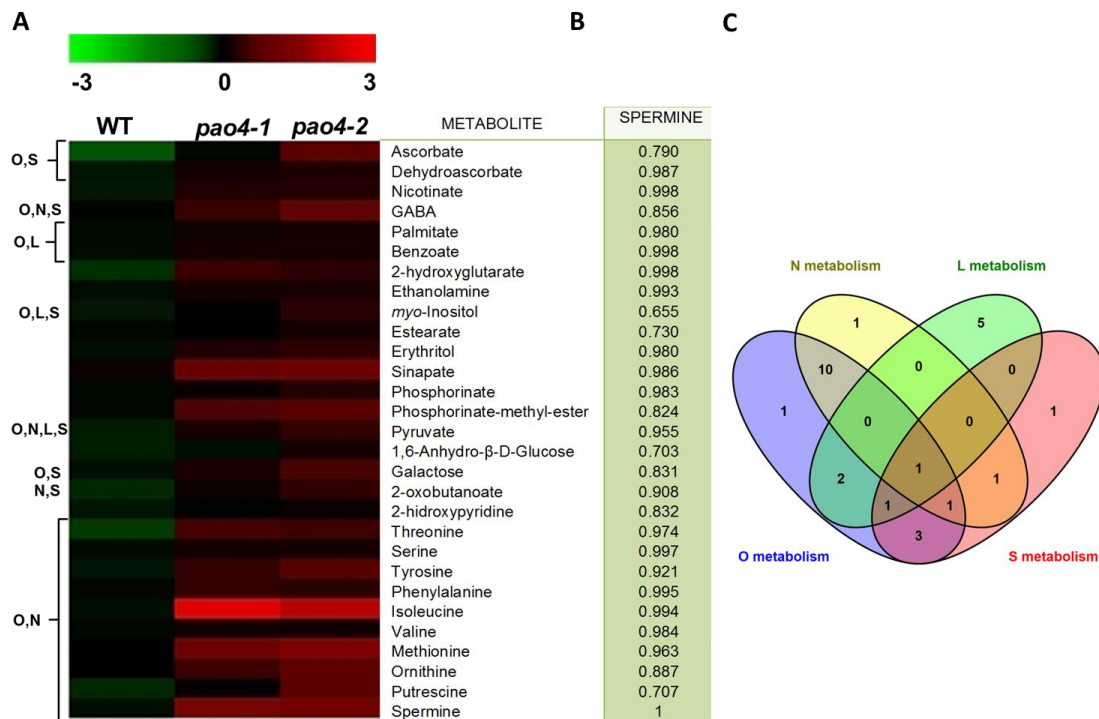 A
B
C
-3 0 3
WT pao4-1 pao4-2 METABOLITE SPERMINE
O,S
Ascorbate 0.790
Dehydroascorbate 0.987
Nicotinate 0.998
O,N,S GABA 0.856
O,L
Palmitate 0.980
Benzoate 0.998
2-hydroxyglutarate 0.998
Ethanolamine 0.993
O,L,S myo-Inositol 0.655
Estearate 0.730
Erythritol 0.980
Sinapate 0.986
Phosphorinate 0.983
Phosphorinate-methyl-ester 0.824
O,N,L,S Pyruvate 0.955
1,6-Anhydro-β-D-Glucose 0.703
O,S Galactose 0.831
N,S 2-oxobutanoate 0.908
2-hidroxypyridine 0.832
Threonine 0.974
Serine 0.997
Tyrosine 0.921
Phenylalanine 0.995
O,N
Isoleucine 0.994
Valine 0.984
Methionine 0.963
Ornithine 0.887
Putrescine 0.707
Spermine 1
N metabolism L metabolism
1 5
10 0 0
1 0 0 1
2 1 1
1 1
3
O metabolism S metabolism